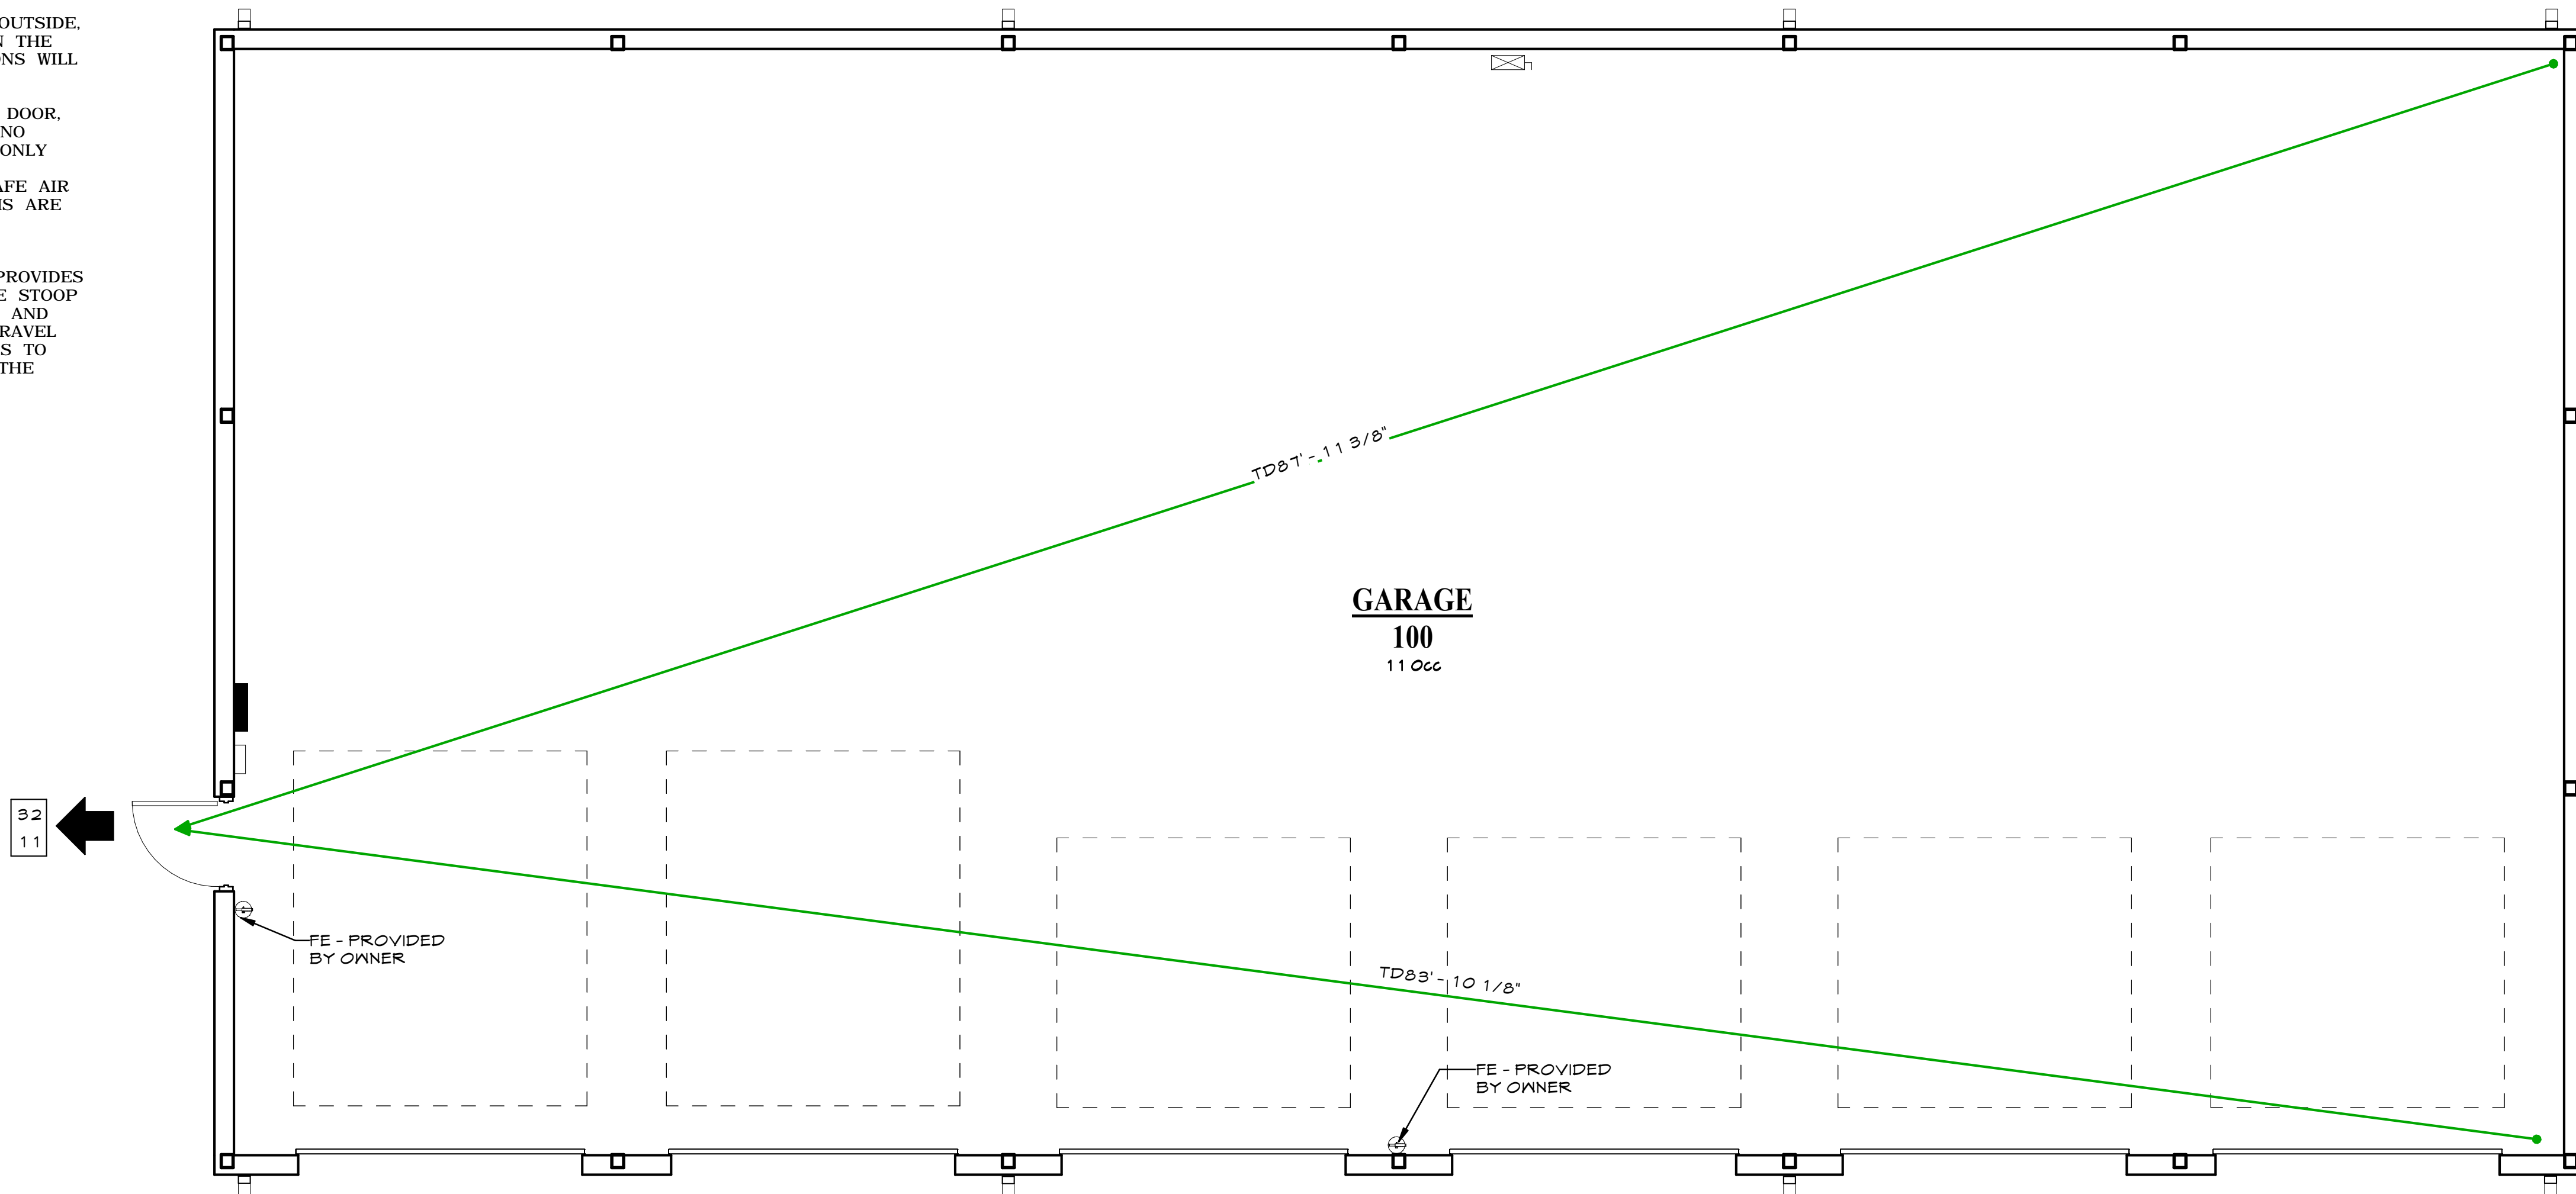 OUTSIDE,
THE
ONS WILL
DOOR,
NO
ONLY
AFE AIR
IS ARE
PROVIDES
E STOOP
AND
RAVEL
S TO
THE
TD87' - 11 3/8"
GARAGE
100
11 Occ
32
11
FE - PROVIDED
BY OWNER
TD83' - 10 1/8"
FE - PROVIDED
BY OWNER